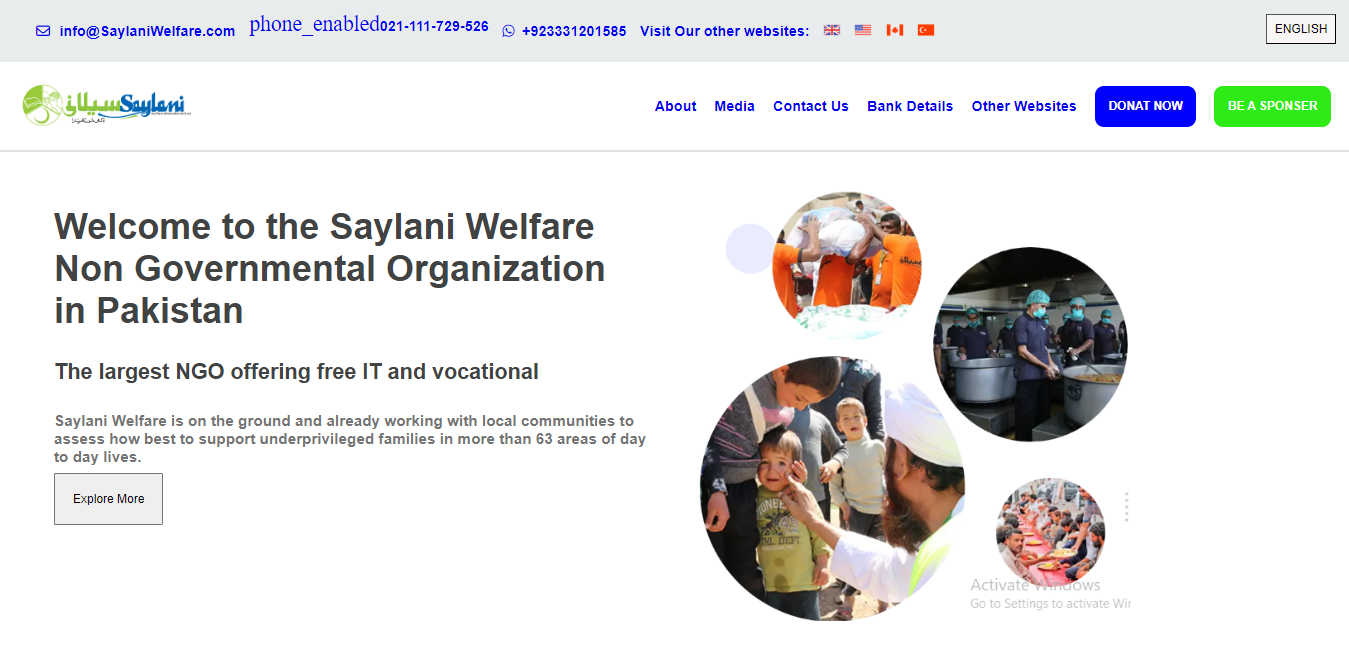 info@SaylaniWelfare.com phone_enabled021-111-729-526 +923331201585 Visit Our other websites: ENGLISH
سیلانی Saylani About Media Contact Us Bank Details Other Websites DONAT NOW BE A SPONSER
Welcome to the Saylani Welfare
Non Governmental Organization
in Pakistan
The largest NGO offering free IT and vocational
Saylani Welfare is on the ground and already working with local communities to
assess how best to support underprivileged families in more than 63 areas of day
to day lives.
Explore More
PIONEER
DEPT
Activate Windows
Go to Settings to activate Wir